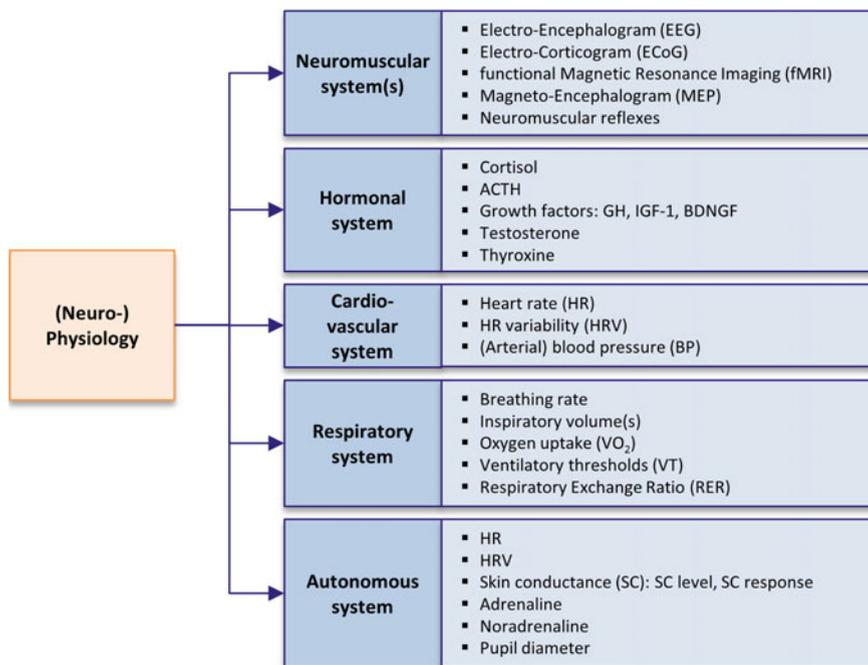 (Neuro-)
Physiology
Neuromuscular
system(s)
▪ Electro-Encephalogram (EEG)
▪ Electro-Corticogram (ECoG)
▪ functional Magnetic Resonance Imaging (fMRI)
▪ Magneto-Encephalogram (MEP)
▪ Neuromuscular reflexes
Hormonal
system
▪ Cortisol
▪ ACTH
▪ Growth factors: GH, IGF-1, BDNGF
▪ Testosterone
▪ Thyroxine
Cardio-
vascular
system
▪ Heart rate (HR)
▪ HR variability (HRV)
▪ (Arterial) blood pressure (BP)
Respiratory
system
▪ Breathing rate
▪ Inspiratory volume(s)
▪ Oxygen uptake (VO₂)
▪ Ventilatory thresholds (VT)
▪ Respiratory Exchange Ratio (RER)
Autonomous
system
▪ HR
▪ HRV
▪ Skin conductance (SC): SC level, SC response
▪ Adrenaline
▪ Noradrenaline
▪ Pupil diameter